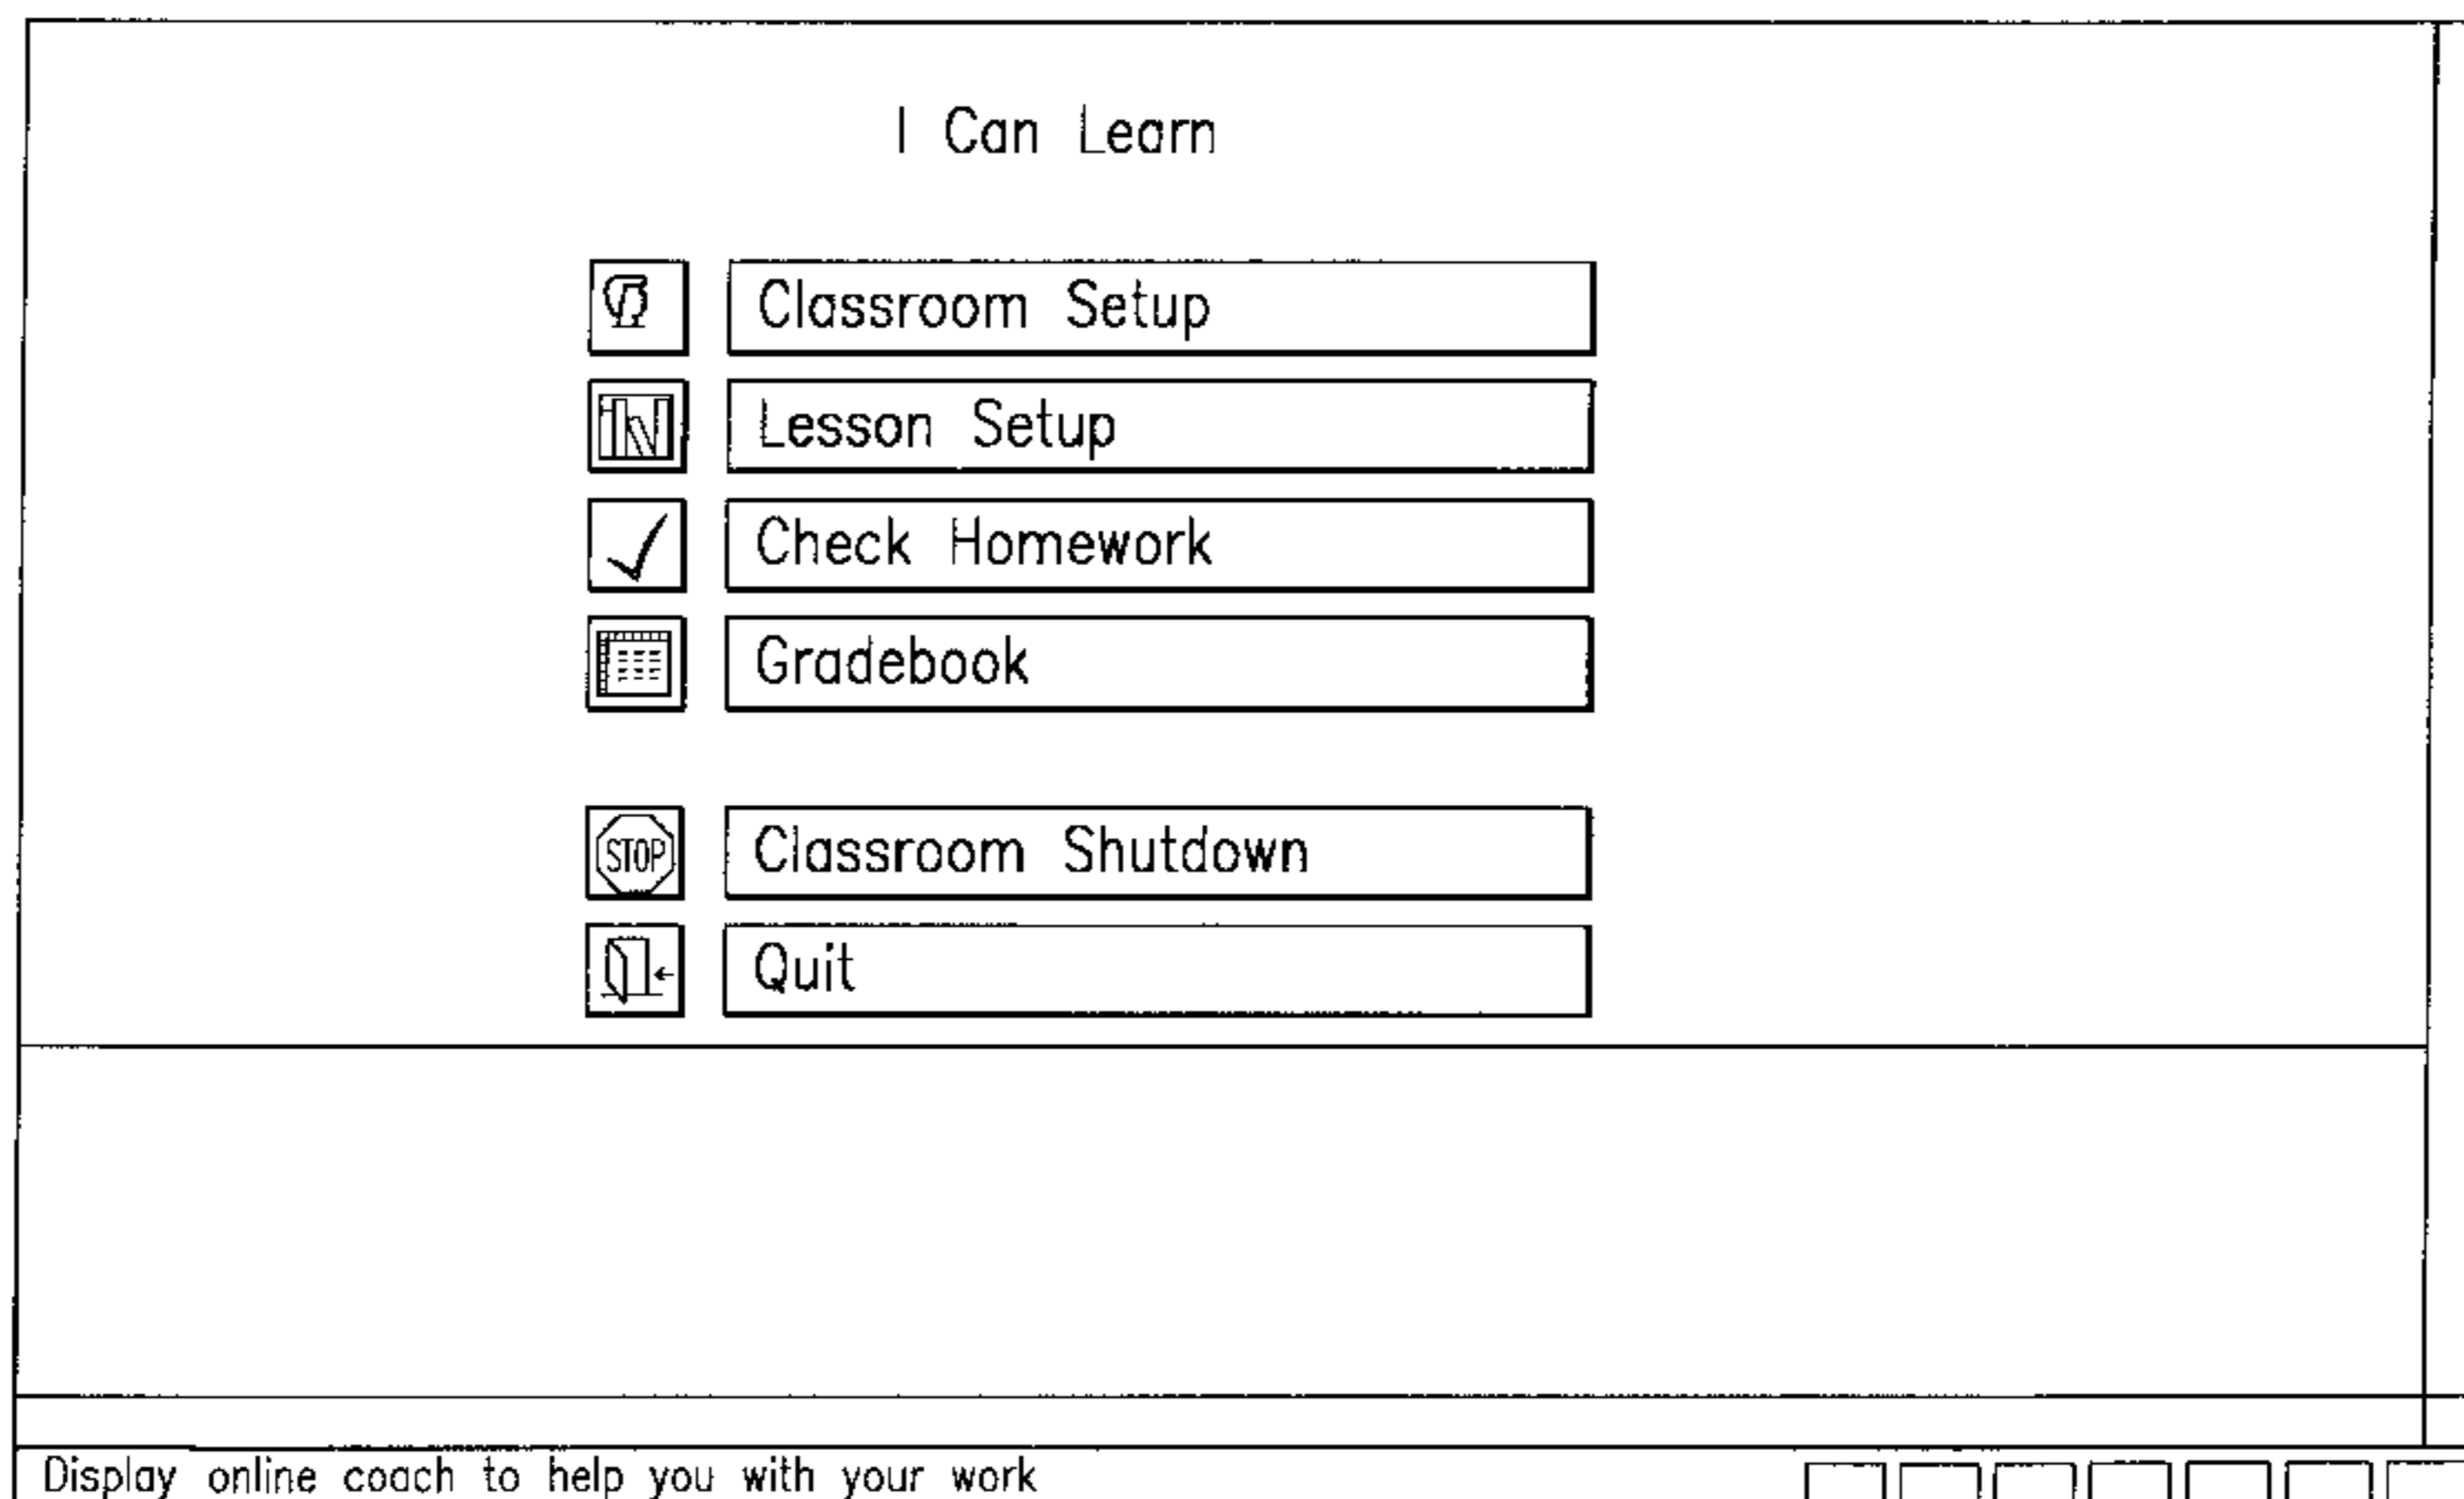 I Can Learn
Classroom Setup
Lesson Setup
Check Homework
Gradebook
STOP
Classroom Shutdown
Quit
Display online coach to help you with your work